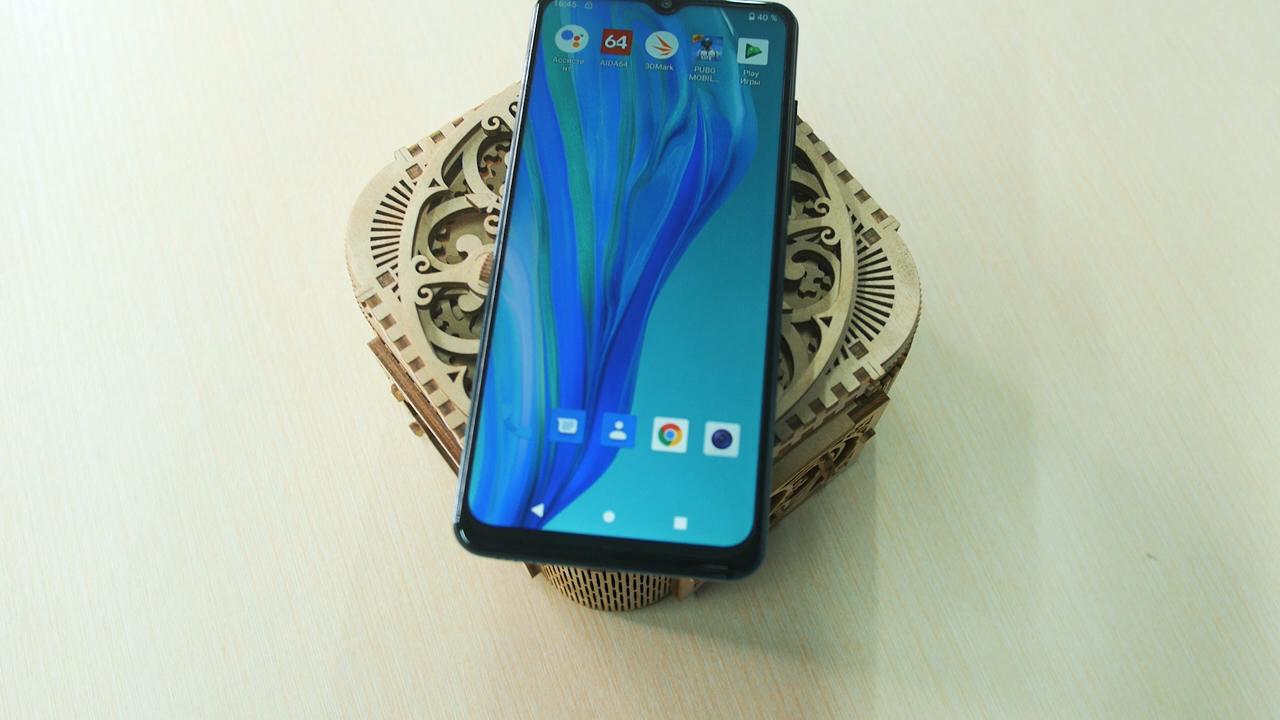 16:45
40 %
64
Ассисте
нт
AIDA64
3DMark
PUBG
MOBIL...
Play
Игры